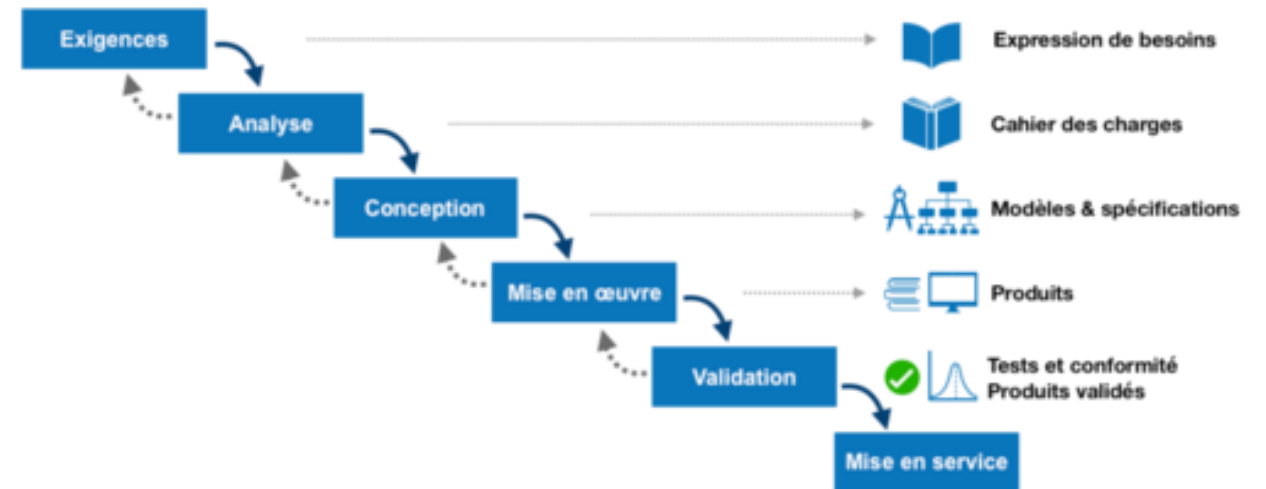 Exigences
Expression de besoins
Analyse
Cahier des charges
Conception
Modèles & spécifications
Mise en œuvre
Produits
Validation
Tests et conformité
Produits validés
Mise en service